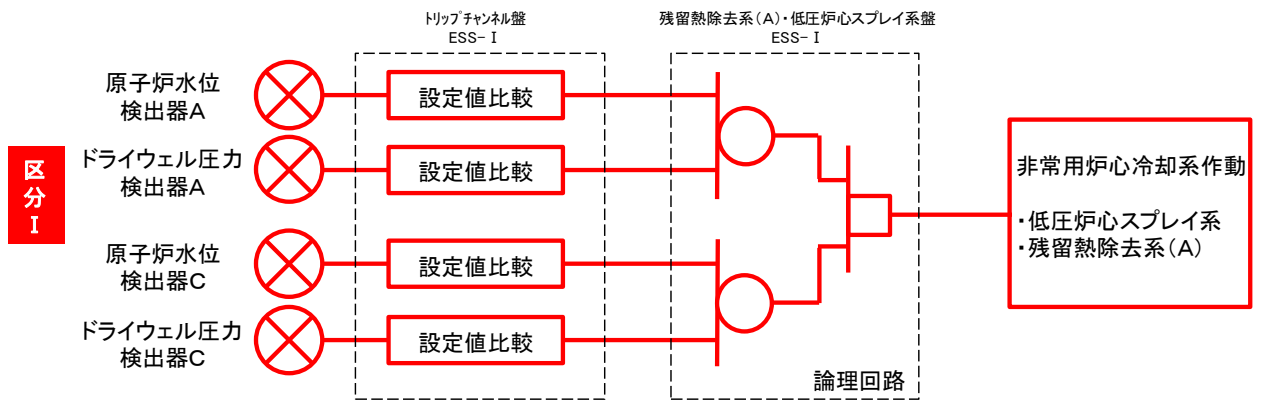 トリップチャンネル盤
ESS-Ⅰ
残留熱除去系(A)・低圧炉心スプレイ系盤
ESS-Ⅰ
区分Ⅰ
原子炉水位
検出器A
設定値比較
ドライウェル圧力
検出器A
設定値比較
原子炉水位
検出器C
設定値比較
ドライウェル圧力
検出器C
設定値比較
論理回路
非常用炉心冷却系作動
・低圧炉心スプレイ系
・残留熱除去系(A)